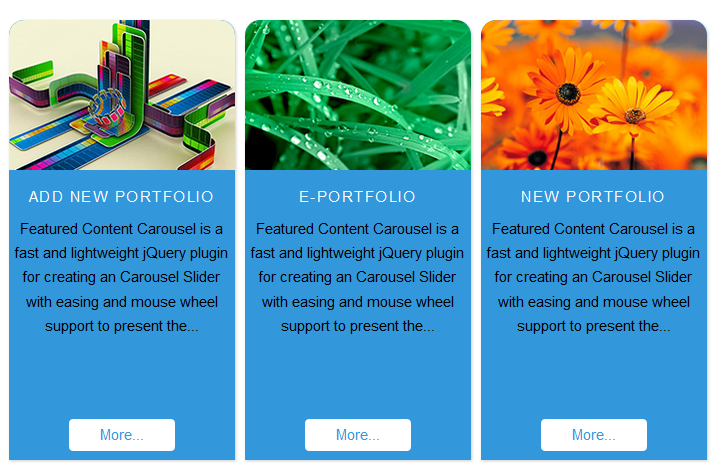 ADD NEW PORTFOLIO
Featured Content Carousel is a
fast and lightweight jQuery plugin
for creating an Carousel Slider
with easing and mouse wheel
support to present the...
More...
E-PORTFOLIO
Featured Content Carousel is a
fast and lightweight jQuery plugin
for creating an Carousel Slider
with easing and mouse wheel
support to present the...
More...
NEW PORTFOLIO
Featured Content Carousel is a
fast and lightweight jQuery plugin
for creating an Carousel Slider
with easing and mouse wheel
support to present the...
More...